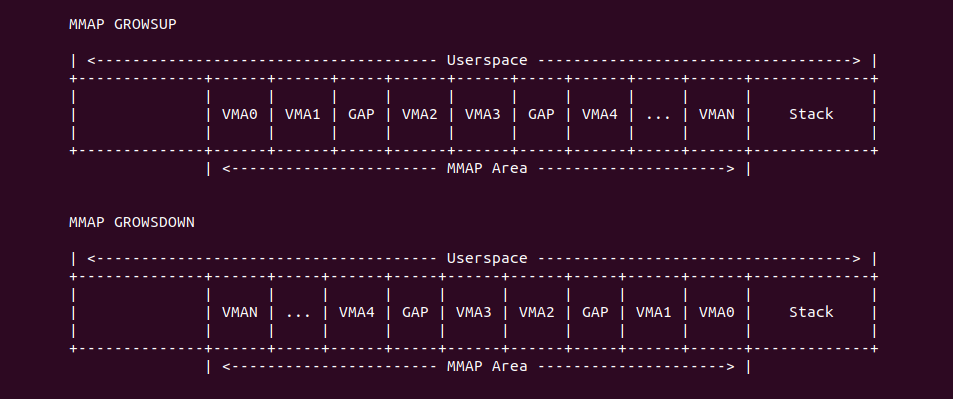 MMAP GROWSUP
| <--------------------------------------- Userspace -----------------------------------> |
+--------------+------+------+-----+------+------+-----+------+-----+------+-------------+
| | | | | | | | | | | |
| | VMA0 | VMA1 | GAP | VMA2 | VMA3 | GAP | VMA4 | ... | VMAN | Stack |
| | | | | | | | | | | |
+--------------+------+------+-----+------+------+-----+------+-----+------+-------------+
| <----------------------- MMAP Area ---------------------> |
MMAP GROWSDOWN
| <--------------------------------------- Userspace -----------------------------------> |
+--------------+------+-----+------+-----+------+------+-----+------+------+-------------+
| | | | | | | | | | | |
| | VMAN | ... | VMA4 | GAP | VMA3 | VMA2 | GAP | VMA1 | VMA0 | Stack |
| | | | | | | | | | | |
+--------------+------+-----+------+-----+------+------+-----+------+------+-------------+
| <----------------------- MMAP Area ---------------------> |